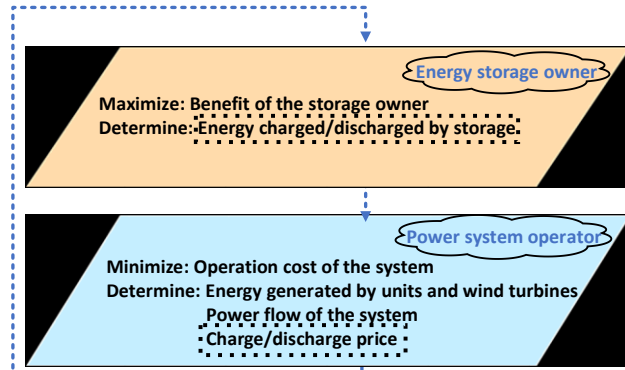 Energy storage owner
Maximize: Benefit of the storage owner
Determine: Energy charged/discharged by storage
Power system operator
Minimize: Operation cost of the system
Determine: Energy generated by units and wind turbines
Power flow of the system
Charge/discharge price